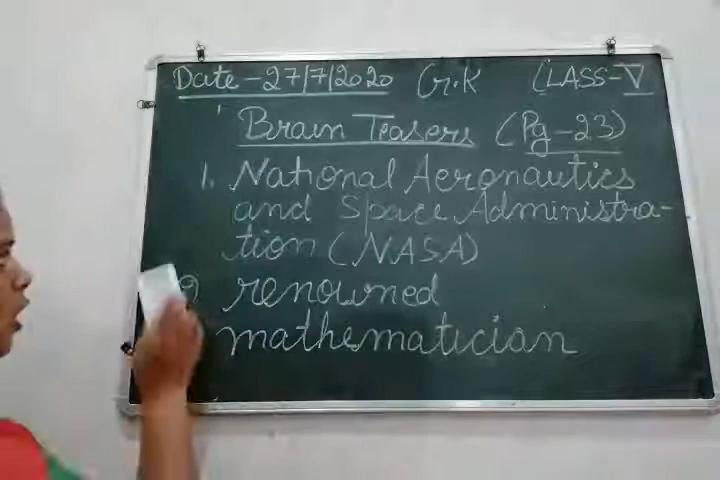 Date - 27/7/2020 G.K CLASS-V
Brain Teasers (Pg-23)
1. National Aeronautics
and Space Administra-
tion (NASA)
renowned
mathematician